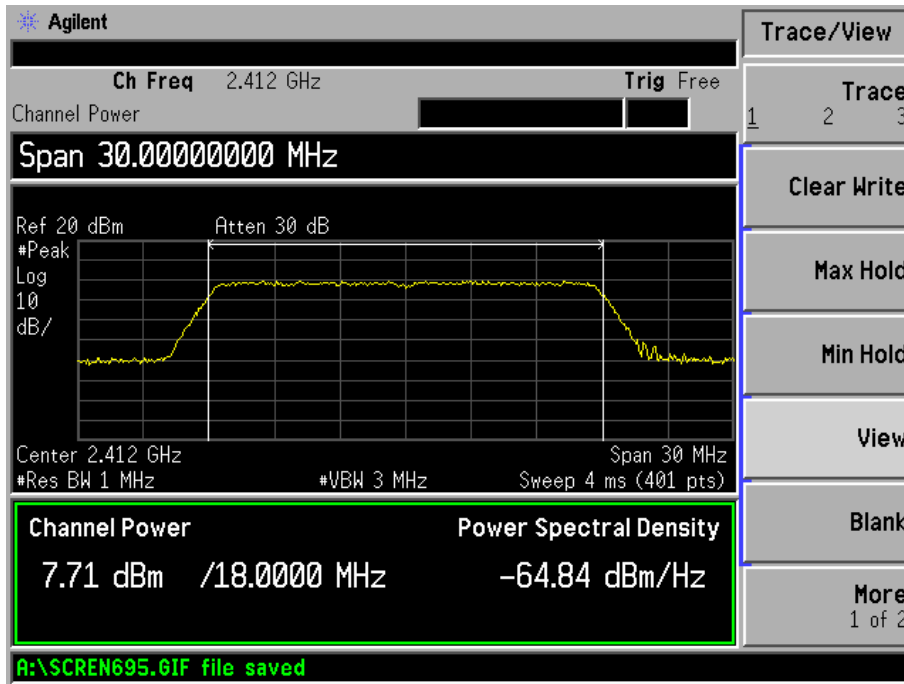 Agilent
Trace/View
Ch Freq 2.412 GHz Trig Free
Channel Power
Trace
1 2 3
Span 30.00000000 MHz
Clear Write
Ref 20 dBm Atten 30 dB
#Peak
Log
10
dB/
Max Hold
Min Hold
View
Center 2.412 GHz Span 30 MHz
#Res BW 1 MHz #VBW 3 MHz Sweep 4 ms (401 pts)
Channel Power Power Spectral Density
Blank
7.71 dBm /18.0000 MHz -64.84 dBm/Hz
More
1 of 2
A:\SCREN695.GIF file saved